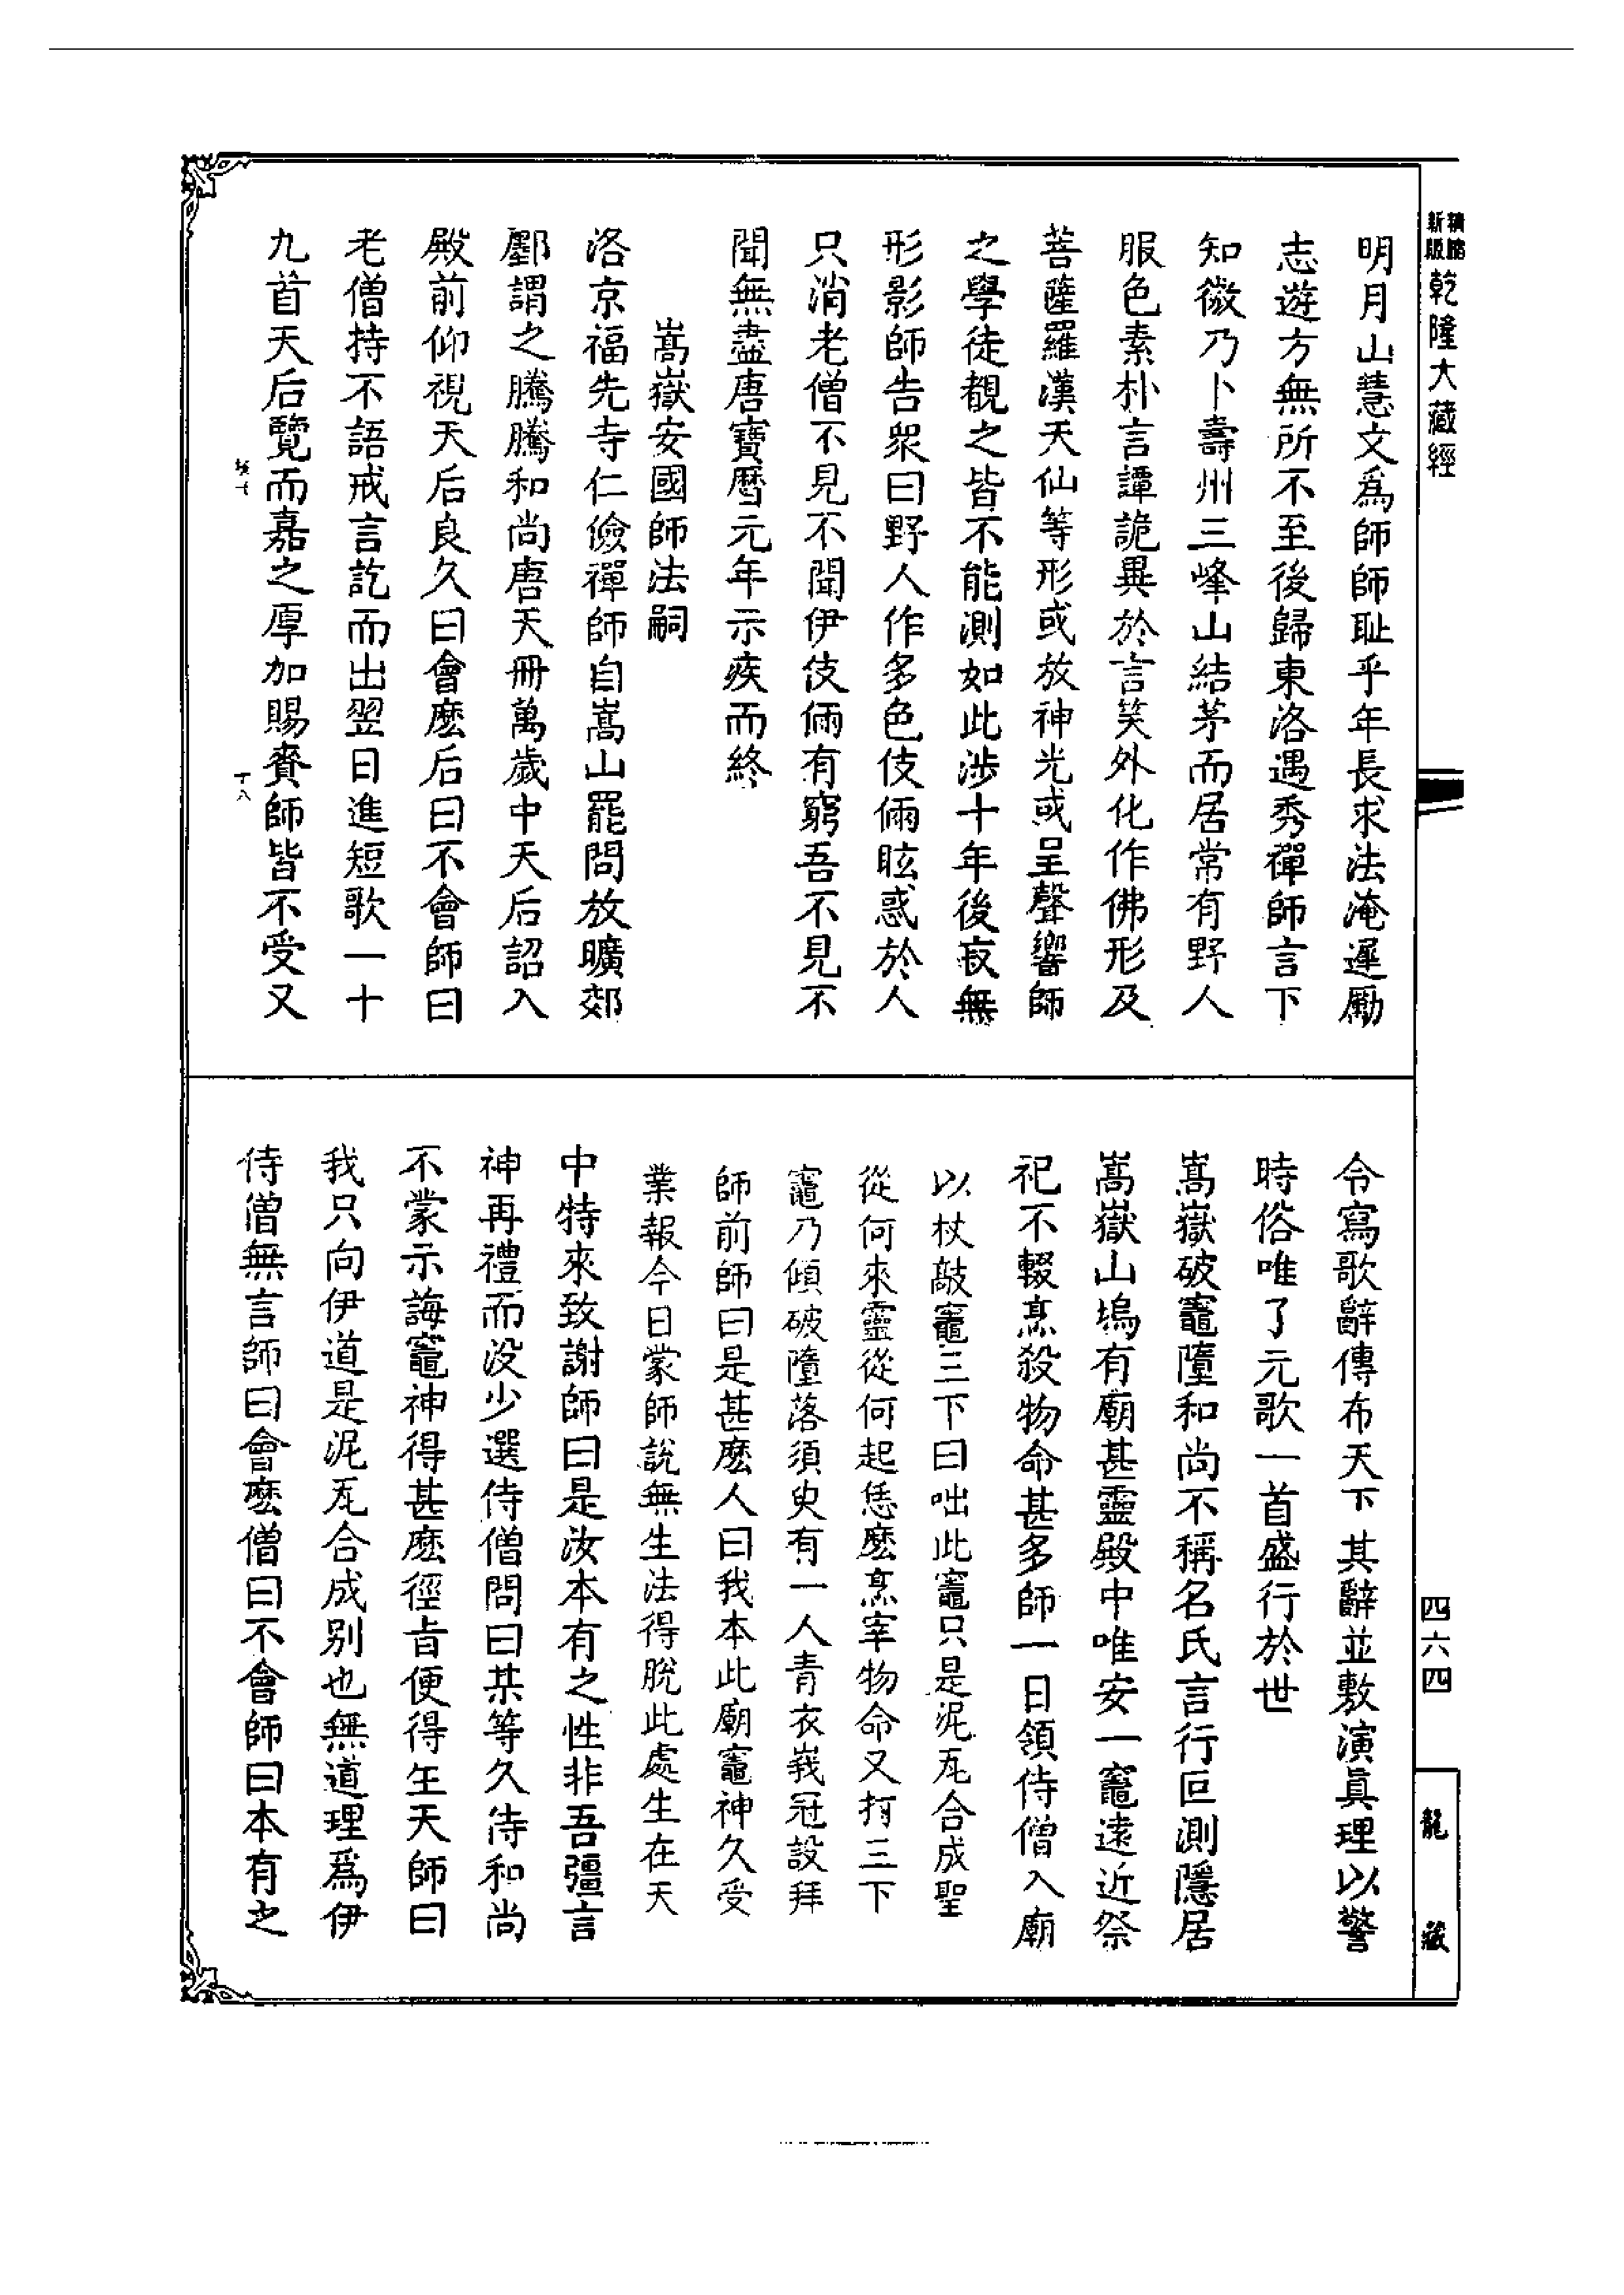 精縮
新版
乾隆大藏經
明月山慧文爲師師耻乎年長求法淹遲勵
志遊方無所不至後歸東洛遇秀禪師言下
知微乃卜壽州三峰山結茅而居常有野人
服色素朴言譚詭異於言笑外化作佛形及
菩薩羅漢天仙等形或放神光或呈聲響師
之學徒覩之皆不能測如此涉十年後寂無
形影師告衆曰野人作多色伎倆眩惑於人
只消老僧不見不聞伊伎倆有窮吾不見不
聞無盡唐寶曆元年示疾而終
嵩嶽安國師法嗣
洛京福先寺仁儉禪師自嵩山罷問放曠郊
鄽謂之騰騰和尚唐天冊萬歲中天后詔入
殿前仰視天后良久曰會麽后曰不會師曰
老僧持不語戒言訖而出翌日進短歌一十
九首天后覽而嘉之厚加賜賚師皆不受又
十八
令寫歌辭傳布天下其辭並敷演眞理以警
時俗唯了元歌一首盛行於世
嵩嶽破竈墮和尚不稱名氏言行叵測隱居
嵩嶽山塢有廟甚靈殿中唯安一竈遠近祭
祀不輟烹殺物命甚多師一日領侍僧入廟
以杖敲竈三下曰咄此竈只是泥瓦合成聖
從何來靈從何起恁麽烹宰物命又打三下
竈乃傾破墮落須臾有一人青衣峩冠設拜
師前師曰是甚麽人曰我本此廟竈神久受
業報今日蒙師說無生法得脫此處生在天
中特來致謝師曰是汝本有之性非吾彊言
神再禮而没少選侍僧問曰某等久侍和尚
不蒙示誨竈神得甚麽徑旨便得生天師曰
我只向伊道是泥瓦合成别也無道理爲伊
侍僧無言師曰會麽僧曰不會師曰本有之
四六四
龍藏